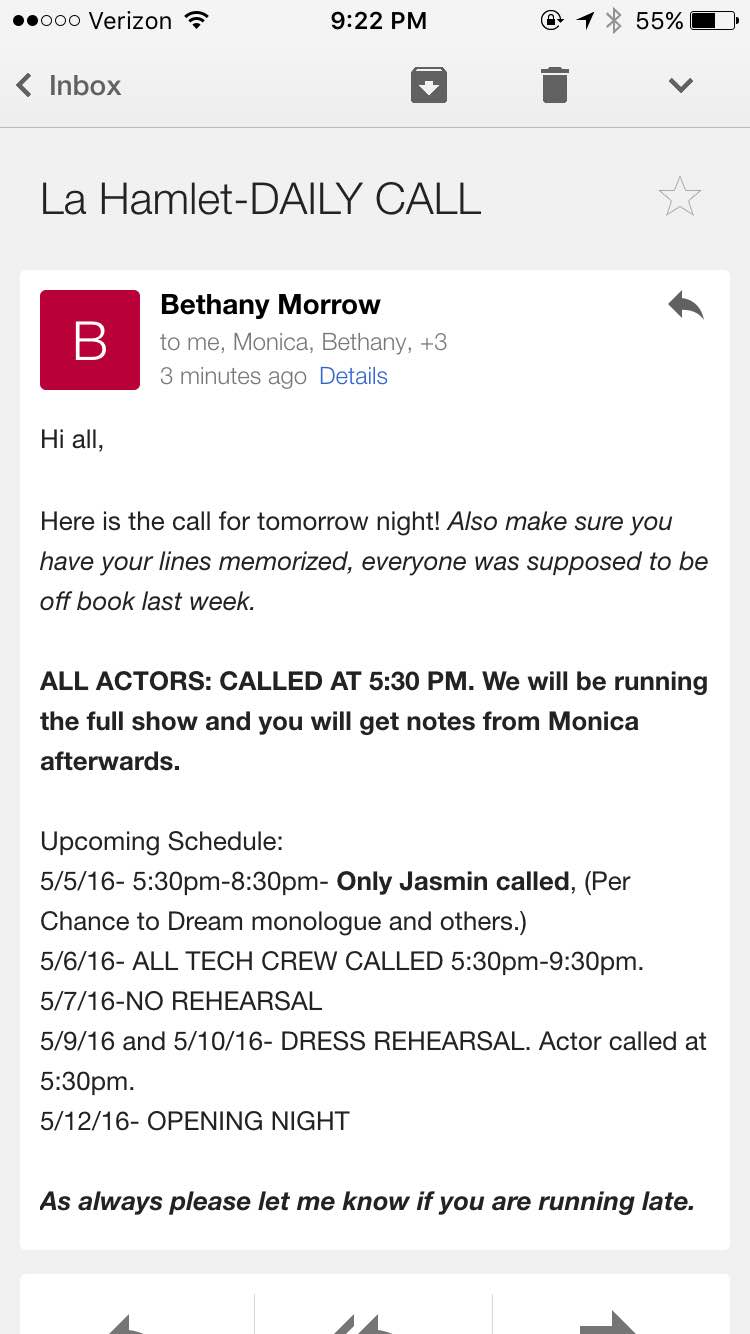 Verizon 9:22 PM 55%
Inbox
La Hamlet-DAILY CALL
B
Bethany Morrow
to me, Monica, Bethany, +3
3 minutes ago Details
Hi all,
Here is the call for tomorrow night! Also make sure you
have your lines memorized, everyone was supposed to be
off book last week.
ALL ACTORS: CALLED AT 5:30 PM. We will be running
the full show and you will get notes from Monica
afterwards.
Upcoming Schedule:
5/5/16- 5:30pm-8:30pm- Only Jasmin called, (Per
Chance to Dream monologue and others.)
5/6/16- ALL TECH CREW CALLED 5:30pm-9:30pm.
5/7/16-NO REHEARSAL
5/9/16 and 5/10/16- DRESS REHEARSAL. Actor called at
5:30pm.
5/12/16- OPENING NIGHT
As always please let me know if you are running late.